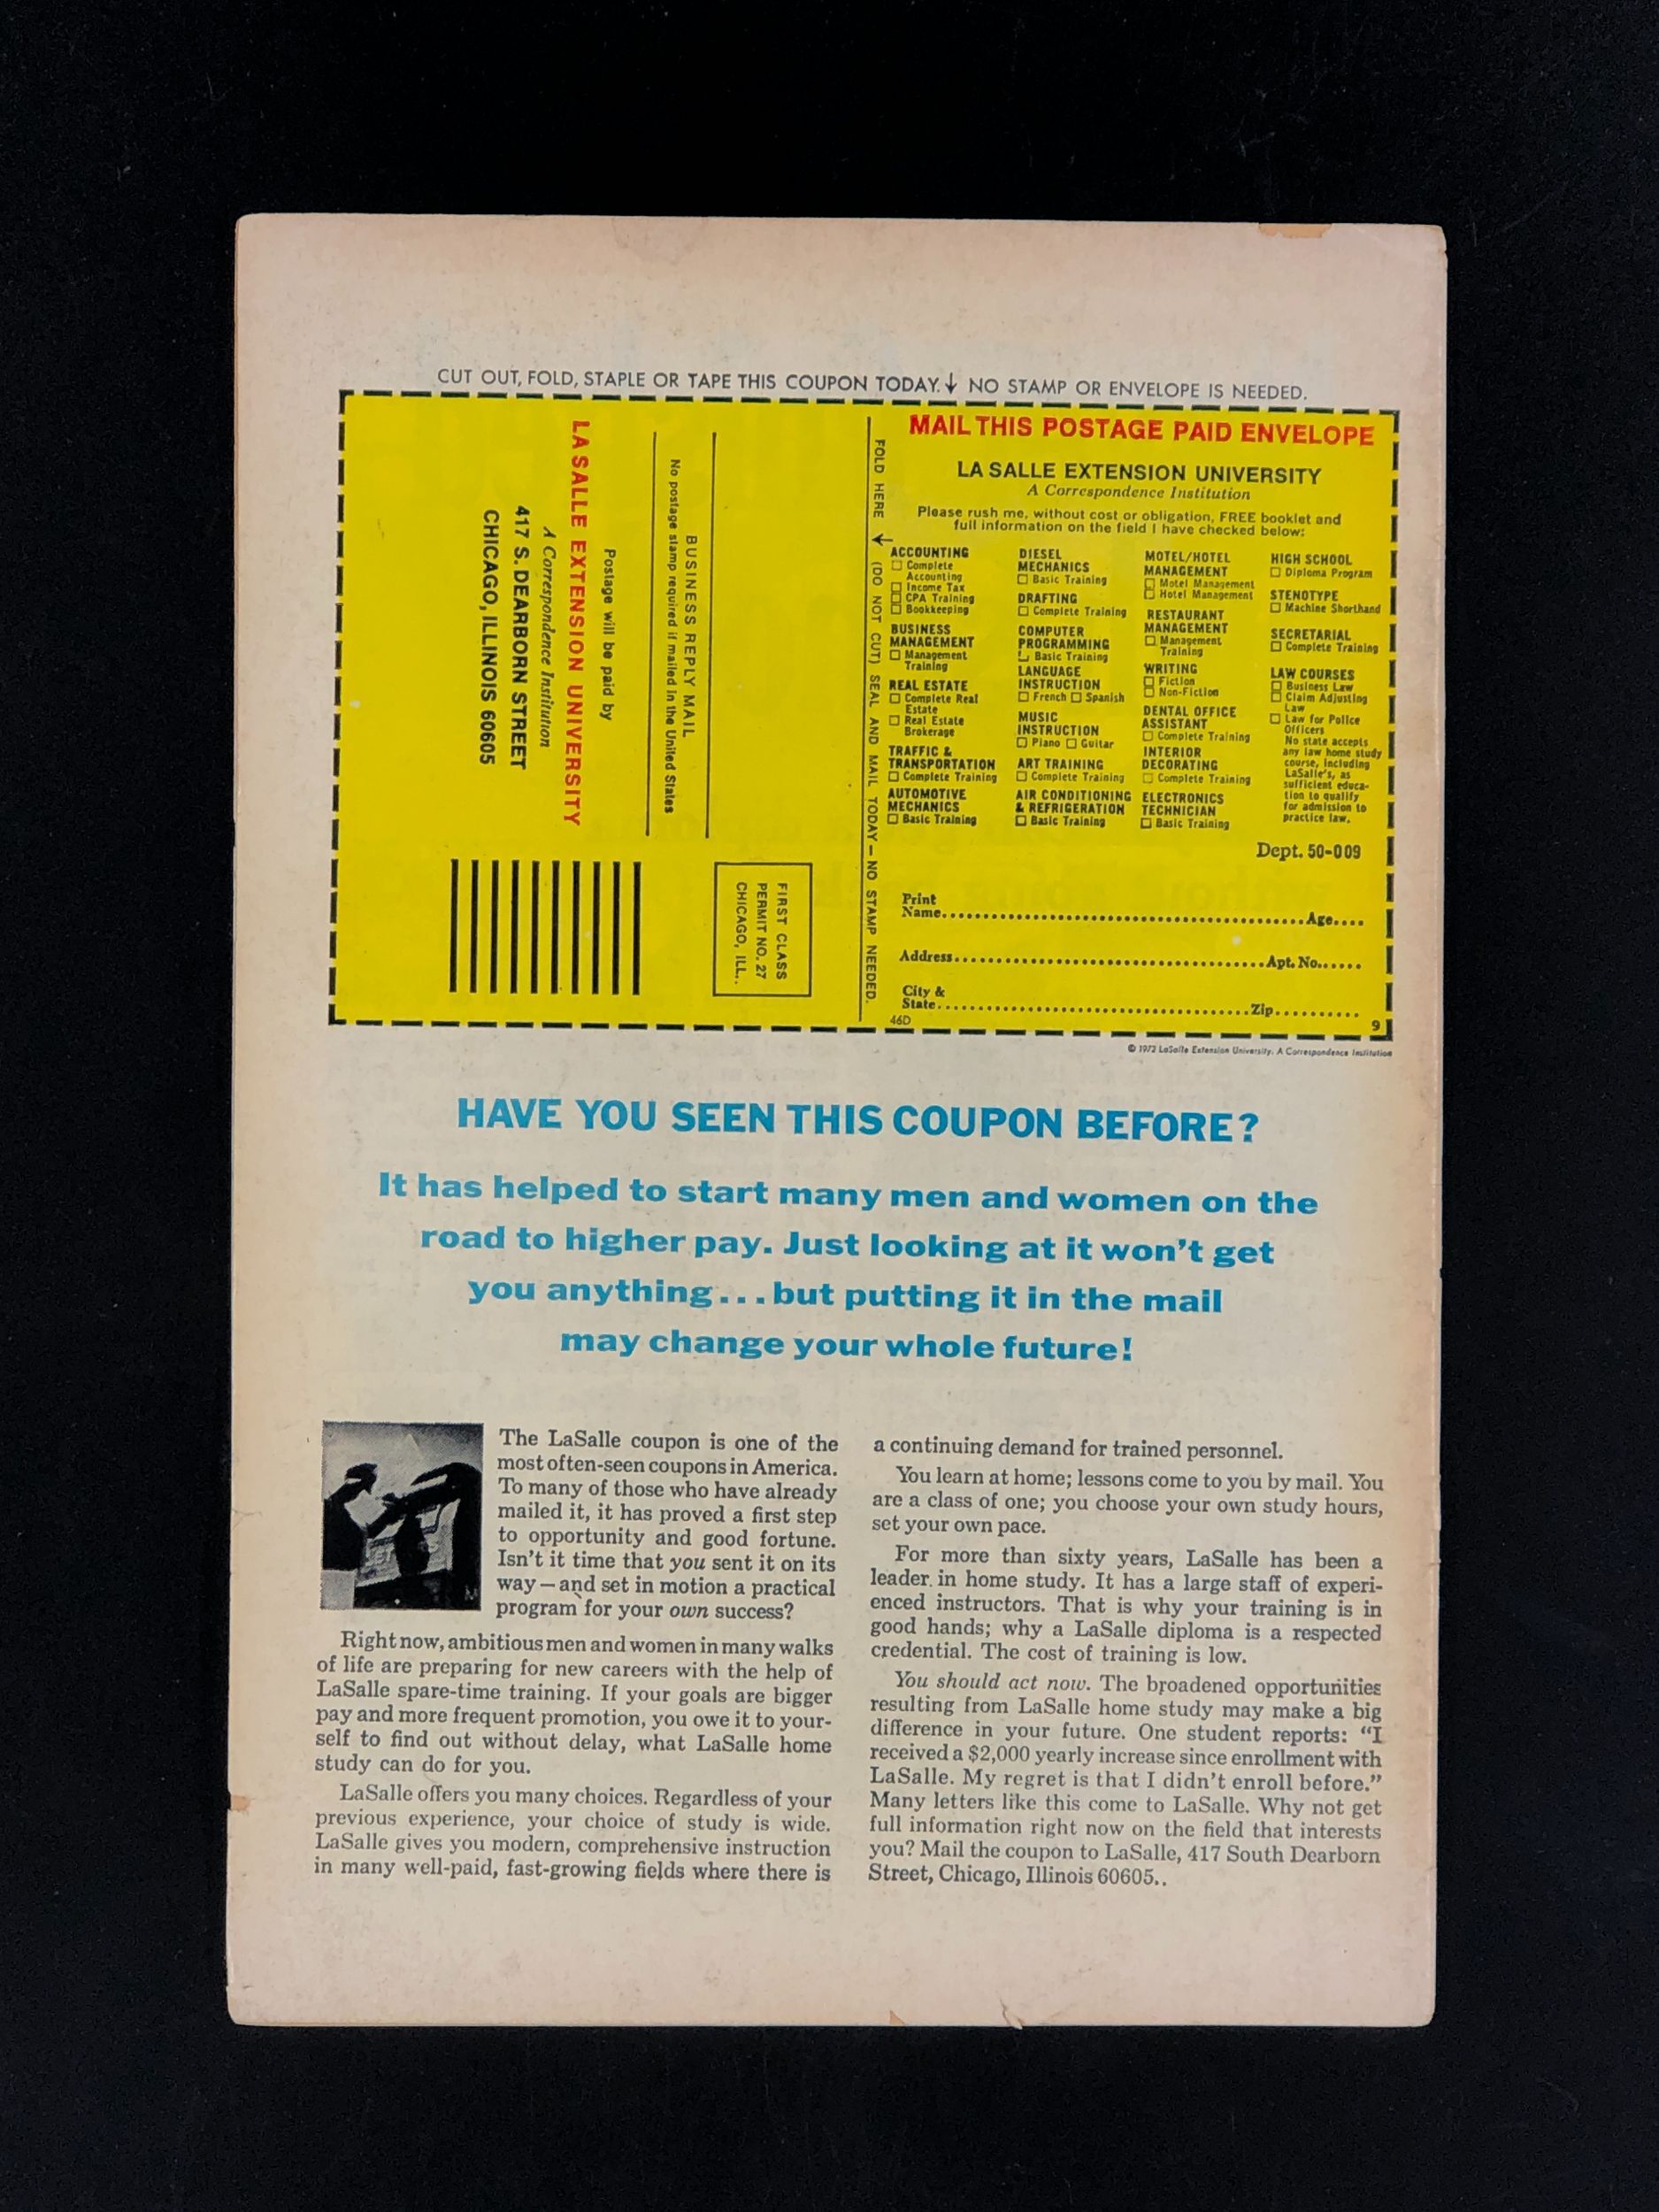 CUT OUT, FOLD, STAPLE OR TAPE THIS COUPON TODAY. ↓ NO STAMP OR ENVELOPE IS NEEDED.
LA SALLE EXTENSION UNIVERSITY
A Correspondence Institution
417 S. DEARBORN STREET
CHICAGO, ILLINOIS 60605
Postage will be paid by
No postage stamp required if mailed in the United States
BUSINESS REPLY MAIL
FIRST CLASS
PERMIT NO. 27
CHICAGO, ILL..
FOLD HERE ↓ (DO NOT CUT) SEAL AND MAIL TODAY — NO STAMP NEEDED.
MAIL THIS POSTAGE PAID ENVELOPE
LA SALLE EXTENSION UNIVERSITY
A Correspondence Institution
Please rush me, without cost or obligation, FREE booklet and
full information on the field I have checked below:
ACCOUNTING
☐ Complete
Accounting
☐ Income Tax
☐ CPA Training
☐ Bookkeeping
BUSINESS
MANAGEMENT
☐ Management
Training
REAL ESTATE
☐ Complete Real
Estate
☐ Real Estate
Brokerage
TRAFFIC &
TRANSPORTATION
☐ Complete Training
AUTOMOTIVE
MECHANICS
☐ Basic Training
DIESEL
MECHANICS
☐ Basic Training
DRAFTING
☐ Complete Training
COMPUTER
PROGRAMMING
☐ Basic Training
LANGUAGE
INSTRUCTION
☐ French ☐ Spanish
MUSIC
INSTRUCTION
☐ Piano ☐ Guitar
ART TRAINING
☐ Complete Training
AIR CONDITIONING
& REFRIGERATION
☐ Basic Training
MOTEL/HOTEL
MANAGEMENT
☐ Motel Management
☐ Hotel Management
RESTAURANT
MANAGEMENT
☐ Management
Training
WRITING
☐ Fiction
☐ Non-Fiction
DENTAL OFFICE
ASSISTANT
☐ Complete Training
INTERIOR
DECORATING
☐ Complete Training
ELECTRONICS
TECHNICIAN
☐ Basic Training
HIGH SCHOOL
☐ Diploma Program
STENOTYPE
☐ Machine Shorthand
SECRETARIAL
☐ Complete Training
LAW COURSES
☐ Business Law
☐ Claim Adjusting
Law
☐ Law for Police
Officers
No state accepts
any law home study
course, including
LaSalle's, as
sufficient educa-
tion to qualify
for admission to
practice law.
Dept. 50-009
Print
Name..........Age....
Address..........Apt. No......
City &
State..........Zip..........
46D 9
© 1972 LaSalle Extension University. A Correspondence Institution
HAVE YOU SEEN THIS COUPON BEFORE?
It has helped to start many men and women on the
road to higher pay. Just looking at it won't get
you anything...but putting it in the mail
may change your whole future!
The LaSalle coupon is one of the
most often-seen coupons in America.
To many of those who have already
mailed it, it has proved a first step
to opportunity and good fortune.
Isn't it time that you sent it on its
way—and set in motion a practical
program for your own success?
Right now, ambitious men and women in many walks
of life are preparing for new careers with the help of
LaSalle spare-time training. If your goals are bigger
pay and more frequent promotion, you owe it to your-
self to find out without delay, what LaSalle home
study can do for you.
LaSalle offers you many choices. Regardless of your
previous experience, your choice of study is wide.
LaSalle gives you modern, comprehensive instruction
in many well-paid, fast-growing fields where there is
a continuing demand for trained personnel.
You learn at home; lessons come to you by mail. You
are a class of one; you choose your own study hours,
set your own pace.
For more than sixty years, LaSalle has been a
leader in home study. It has a large staff of experi-
enced instructors. That is why your training is in
good hands; why a LaSalle diploma is a respected
credential. The cost of training is low.
You should act now. The broadened opportunities
resulting from LaSalle home study may make a big
difference in your future. One student reports: "I
received a $2,000 yearly increase since enrollment with
LaSalle. My regret is that I didn't enroll before."
Many letters like this come to LaSalle. Why not get
full information right now on the field that interests
you? Mail the coupon to LaSalle, 417 South Dearborn
Street, Chicago, Illinois 60605..